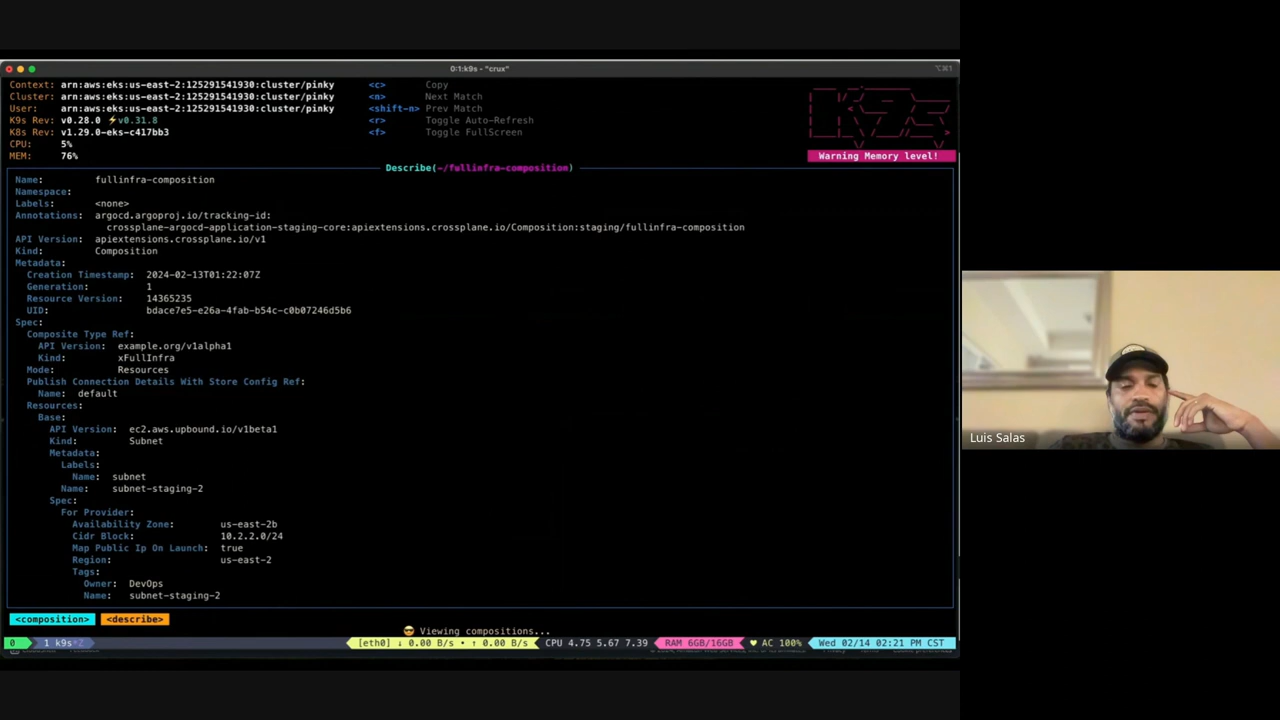 0:1:k9s - "crux"
⌥⌘1
Context: arn:aws:eks:us-east-2:125291541930:cluster/pinky <c> Copy
Cluster: arn:aws:eks:us-east-2:125291541930:cluster/pinky <n> Next Match
User: arn:aws:eks:us-east-2:125291541930:cluster/pinky <shift-n> Prev Match
K9s Rev: v0.28.0 ⚡v0.31.8 <r> Toggle Auto-Refresh
K8s Rev: v1.29.0-eks-c417bb3 <f> Toggle FullScreen
CPU: 5%
MEM: 76%
K9s
Warning Memory level!
Describe(~/fullinfra-composition)
Name: fullinfra-composition
Namespace:
Labels: <none>
Annotations: argocd.argoproj.io/tracking-id:
crossplane-argocd-application-staging-core:apiextensions.crossplane.io/Composition:staging/fullinfra-composition
API Version: apiextensions.crossplane.io/v1
Kind: Composition
Metadata:
Creation Timestamp: 2024-02-13T01:22:07Z
Generation: 1
Resource Version: 14365235
UID: bdace7e5-e26a-4fab-b54c-c0b07246d5b6
Spec:
Composite Type Ref:
API Version: example.org/v1alpha1
Kind: xFullInfra
Mode: Resources
Publish Connection Details With Store Config Ref:
Name: default
Resources:
Base:
API Version: ec2.aws.upbound.io/v1beta1
Kind: Subnet
Metadata:
Labels:
Name: subnet
Name: subnet-staging-2
Spec:
For Provider:
Availability Zone: us-east-2b
Cidr Block: 10.2.2.0/24
Map Public Ip On Launch: true
Region: us-east-2
Tags:
Owner: DevOps
Name: subnet-staging-2
<composition> <describe>
😎 Viewing compositions...
0 1 k9s*Z [eth0] ↓ 0.00 B/s • ↑ 0.00 B/s CPU 4.75 5.67 7.39 RAM 6GB/16GB ♥ AC 100% Wed 02/14 02:21 PM CST
Luis Salas